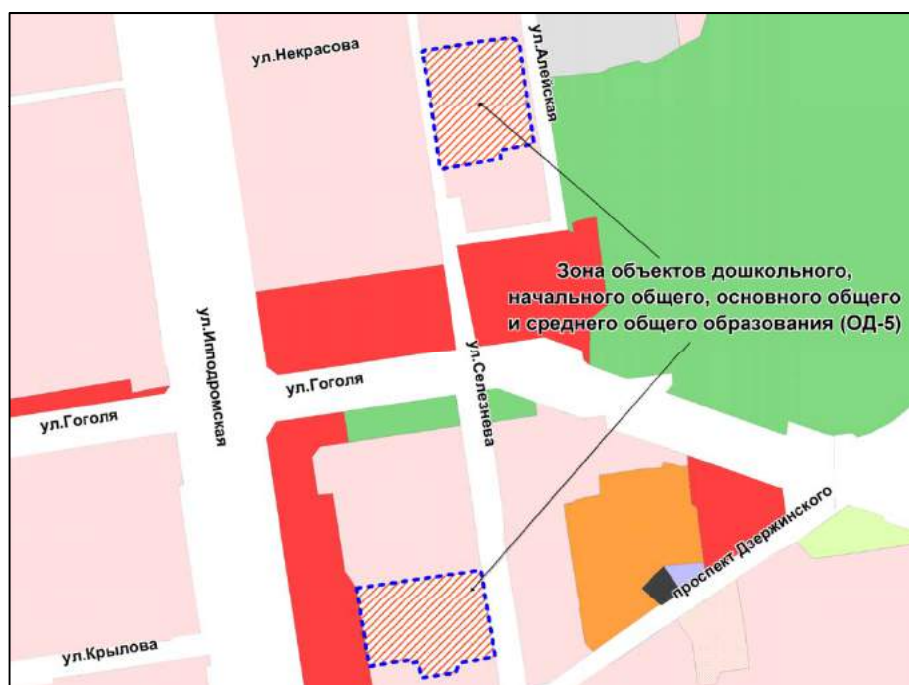 ул.Некрасова
ул.Алейская
Зона объектов дошкольного,
начального общего, основного общего
и среднего общего образования (ОД-5)
ул.Ипподромская
ул.Гоголя
ул.Селезнева
ул.Гоголя
проспект Дзержинского
ул.Крылова